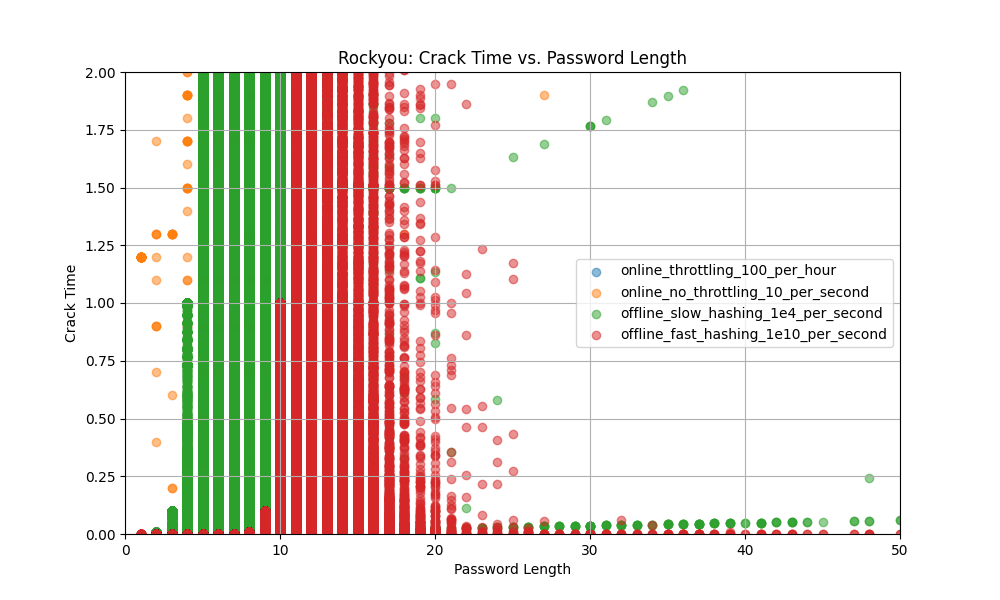 Rockyou: Crack Time vs. Password Length
Crack Time
2.00
1.75
1.50
1.25
1.00
0.75
0.50
0.25
0.00
online_throttling_100_per_hour
online_no_throttling_10_per_second
offline_slow_hashing_1e4_per_second
offline_fast_hashing_1e10_per_second
0 10 20 30 40 50
Password Length